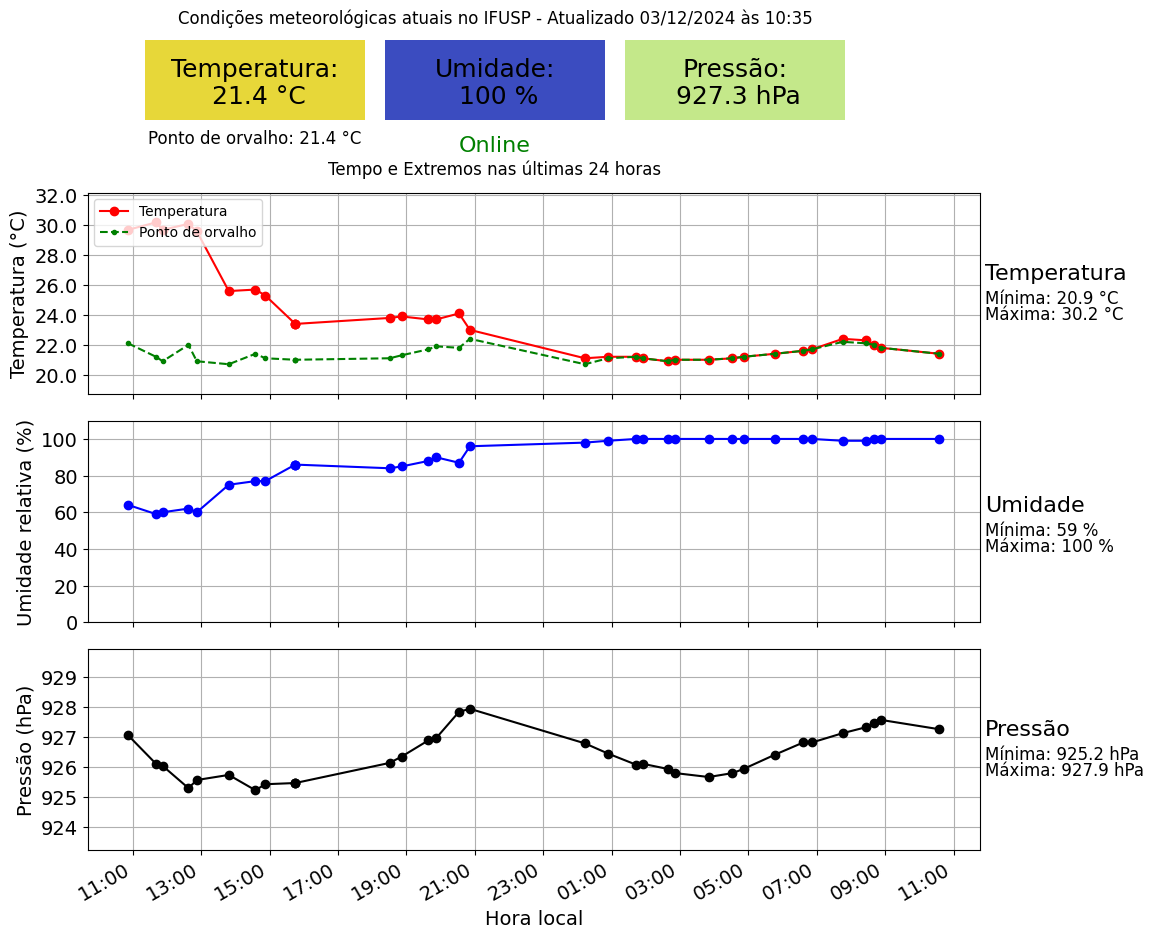 Condições meteorológicas atuais no IFUSP - Atualizado 03/12/2024 às 10:35
Temperatura:
21.4 °C
Umidade:
100 %
Pressão:
927.3 hPa
Ponto de orvalho: 21.4 °C
Online
Tempo e Extremos nas últimas 24 horas
Temperatura (°C)
32.0
30.0
28.0
26.0
24.0
22.0
20.0
Temperatura
Ponto de orvalho
Temperatura
Mínima: 20.9 °C
Máxima: 30.2 °C
Umidade relativa (%)
100
80
60
40
20
0
Umidade
Mínima: 59 %
Máxima: 100 %
Pressão (hPa)
929
928
927
926
925
924
Pressão
Mínima: 925.2 hPa
Máxima: 927.9 hPa
11:00 13:00 15:00 17:00 19:00 21:00 23:00 01:00 03:00 05:00 07:00 09:00 11:00
Hora local